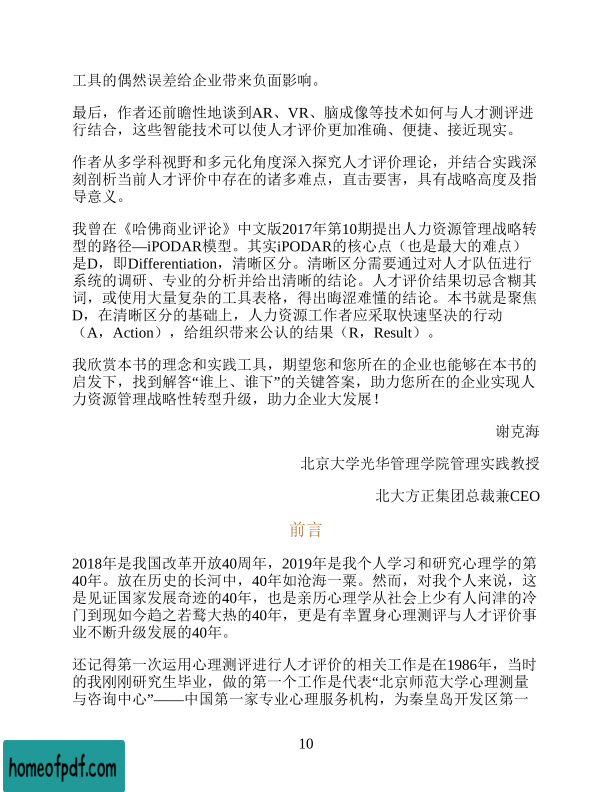 工具的偶然误差给企业带来负面影响。
最后，作者还前瞻性地谈到AR、VR、脑成像等技术如何与人才测评进
行结合，这些智能技术可以使人才评价更加准确、便捷、接近现实。
作者从多学科视野和多元化角度深入探究人才评价理论，并结合实践深
刻剖析当前人才评价中存在的诸多难点，直击要害，具有战略高度及指
导意义。
我曾在《哈佛商业评论》中文版2017年第10期提出人力资源管理战略转
型的路径—iPODAR模型。其实iPODAR的核心点（也是最大的难点）
是D，即Differentiation，清晰区分。清晰区分需要通过对人才队伍进行
系统的调研、专业的分析并给出清晰的结论。人才评价结果切忌含糊其
词，或使用大量复杂的工具表格，得出晦涩难懂的结论。本书就是聚焦
D，在清晰区分的基础上，人力资源工作者应采取快速坚决的行动
（A，Action），给组织带来公认的结果（R，Result）。
我欣赏本书的理念和实践工具，期望您和您所在的企业也能够在本书的
启发下，找到解答“谁上、谁下”的关键答案，助力您所在的企业实现人
力资源管理战略性转型升级，助力企业大发展！
谢克海
北京大学光华管理学院管理实践教授
北大方正集团总裁兼CEO
前言
2018年是我国改革开放40周年，2019年是我个人学习和研究心理学的第
40年。放在历史的长河中，40年如沧海一粟。然而，对我个人来说，这
是见证国家发展奇迹的40年，也是亲历心理学从社会上少有人问津的冷
门到现如今趋之若鹜大热的40年，更是有幸置身心理测评与人才评价事
业不断升级发展的40年。
还记得第一次运用心理测评进行人才评价的相关工作是在1986年，当时
的我刚刚研究生毕业，做的第一个工作是代表“北京师范大学心理测量
与咨询中心”——中国第一家专业心理服务机构，为秦皇岛开发区第一
10
homeofpdf.com